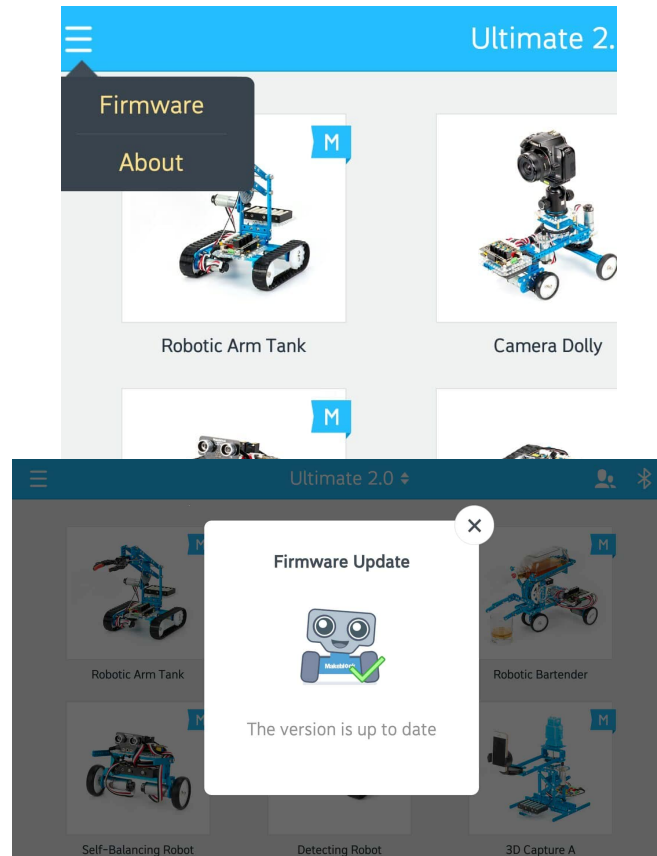 Ultimate 2.
Firmware
About
M
Robotic Arm Tank
Camera Dolly
M
Ultimate 2.0
Firmware Update
M
M
Makeblock
Robotic Arm Tank
Robotic Bartender
The version is up to date
M
M
Self-Balancing Robot
Detecting Robot
3D Capture A